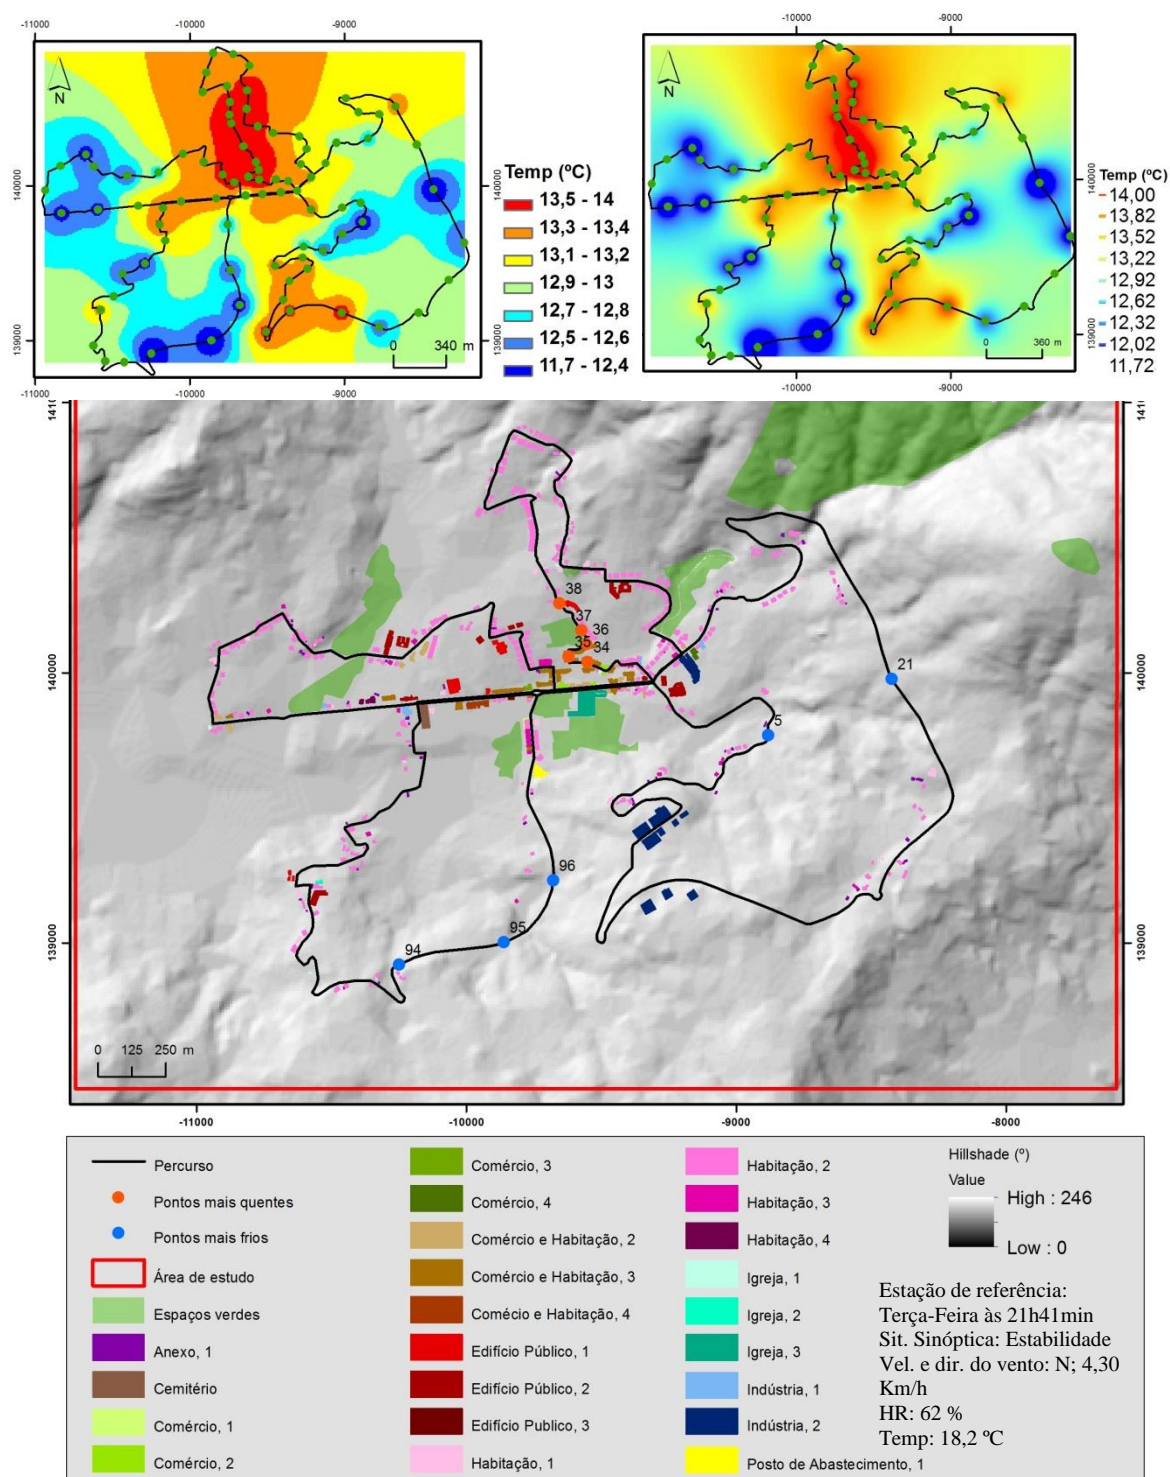 -11000
-10000
-9000
N
140000
139000
0 340 m
-11000
-10000
-9000
Temp (ºC)
13,5 - 14
13,3 - 13,4
13,1 - 13,2
12,9 - 13
12,7 - 12,8
12,5 - 12,6
11,7 - 12,4
-10000
-9000
N
140000
139000
0 360 m
-10000
-9000
Temp (ºC)
14,00
13,82
13,52
13,22
12,92
12,62
12,32
12,02
11,72
1410
1410
38
37
36
35
34
21
5
96
95
94
140000
140000
139000
139000
0 125 250 m
-11000
-10000
-9000
-8000
Percurso
Pontos mais quentes
Pontos mais frios
Área de estudo
Espaços verdes
Anexo, 1
Cemitério
Comércio, 1
Comércio, 2
Comércio, 3
Comércio, 4
Comércio e Habitação, 2
Comércio e Habitação, 3
Comécio e Habitação, 4
Edifício Público, 1
Edifício Público, 2
Edifício Publico, 3
Habitação, 1
Habitação, 2
Habitação, 3
Habitação, 4
Igreja, 1
Igreja, 2
Igreja, 3
Indústria, 1
Indústria, 2
Posto de Abastecimento, 1
Hillshade (º)
Value
High : 246
Low : 0
Estação de referência:
Terça-Feira às 21h41min
Sit. Sinóptica: Estabilidade
Vel. e dir. do vento: N; 4,30
Km/h
HR: 62 %
Temp: 18,2 ºC